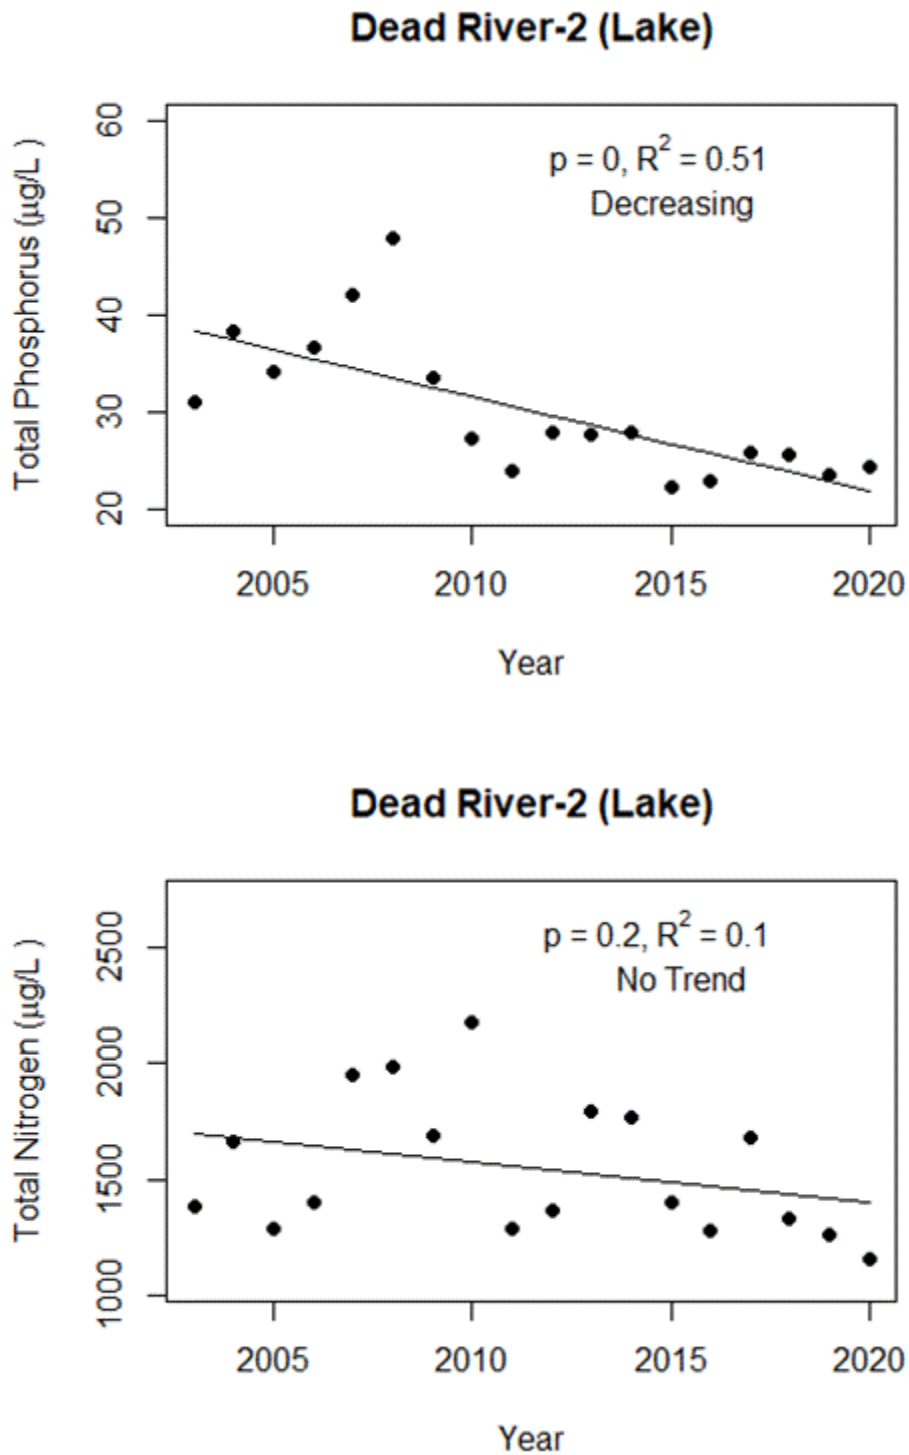 Dead River-2 (Lake)
Total Phosphorus (µg/L )
60
50
40
30
20
p = 0, R² = 0.51
Decreasing
2005 2010 2015 2020
Year
Dead River-2 (Lake)
Total Nitrogen (µg/L )
2500
2000
1500
1000
p = 0.2, R² = 0.1
No Trend
2005 2010 2015 2020
Year